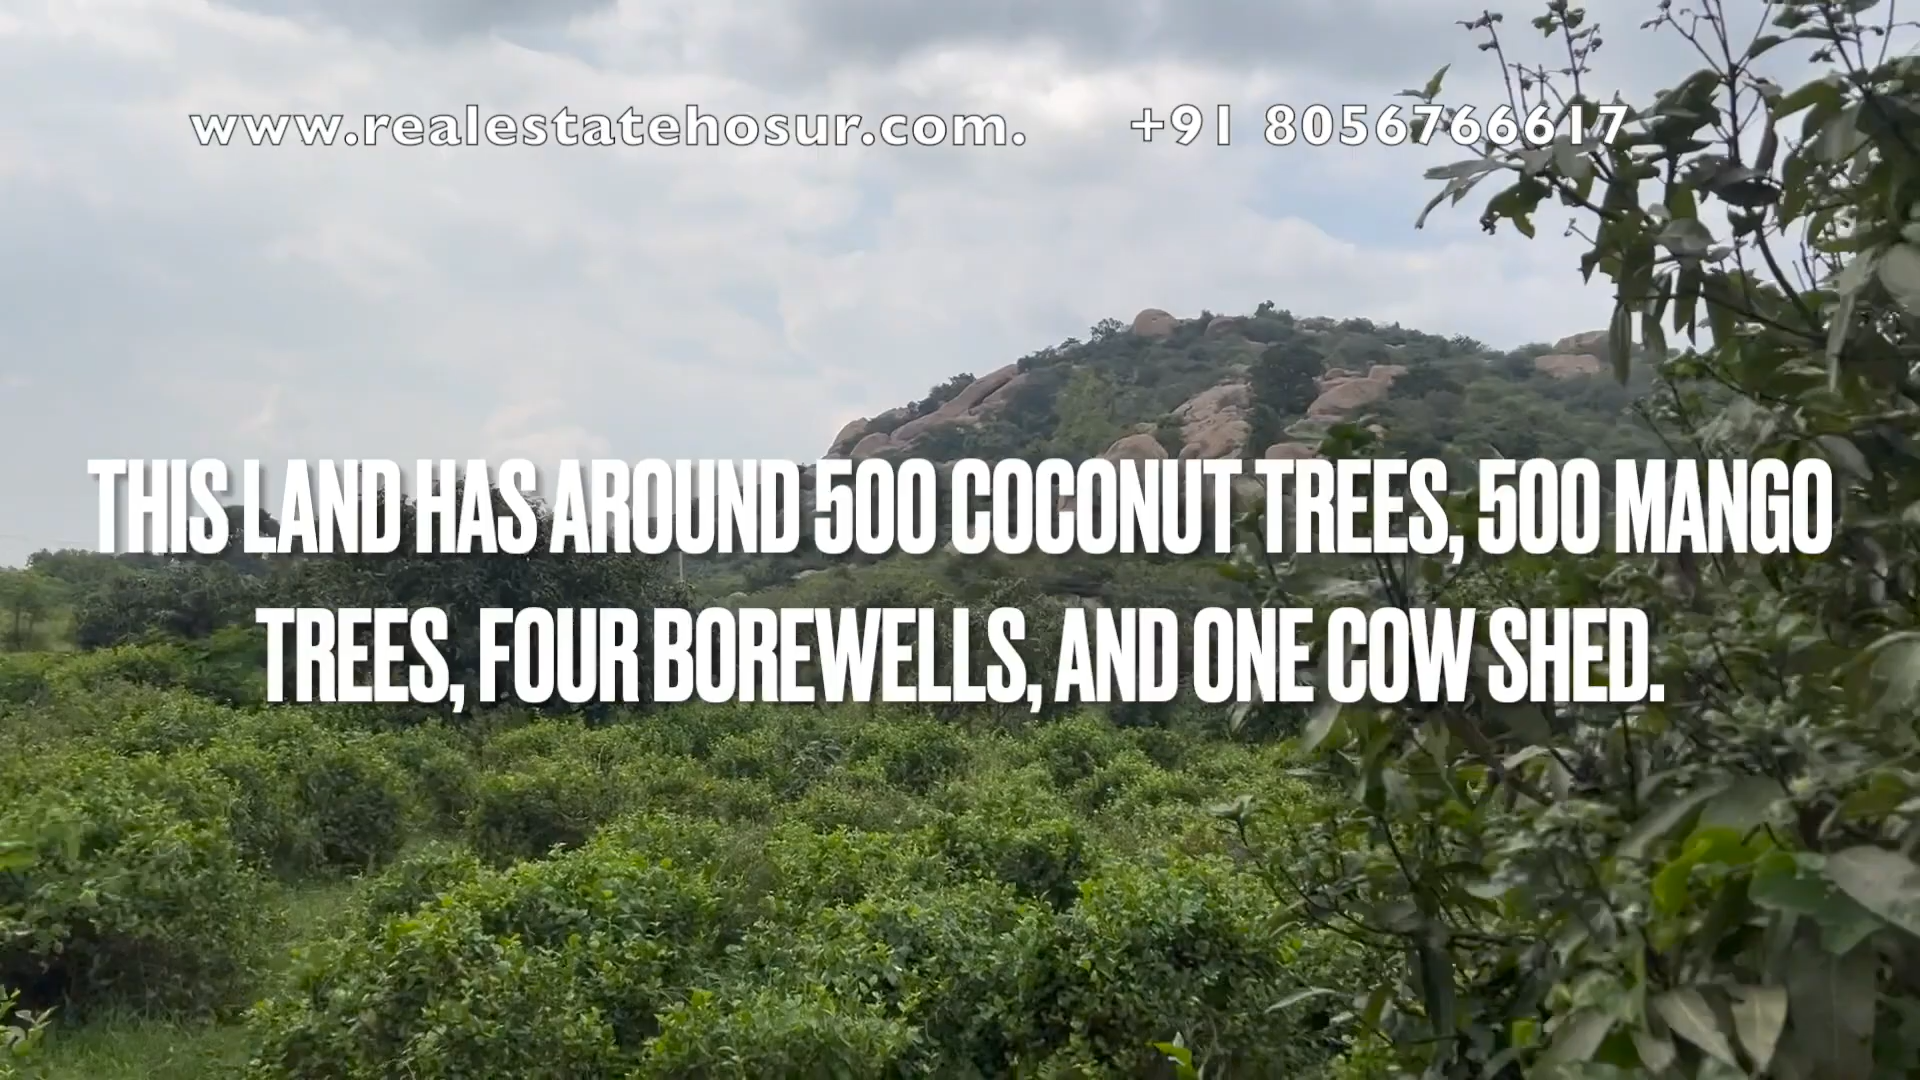 www.realestatehosur.com. +91 8056766617
THIS LAND HAS AROUND 500 COCONUT TREES, 500 MANGO
TREES, FOUR BOREWELLS, AND ONE COW SHED.